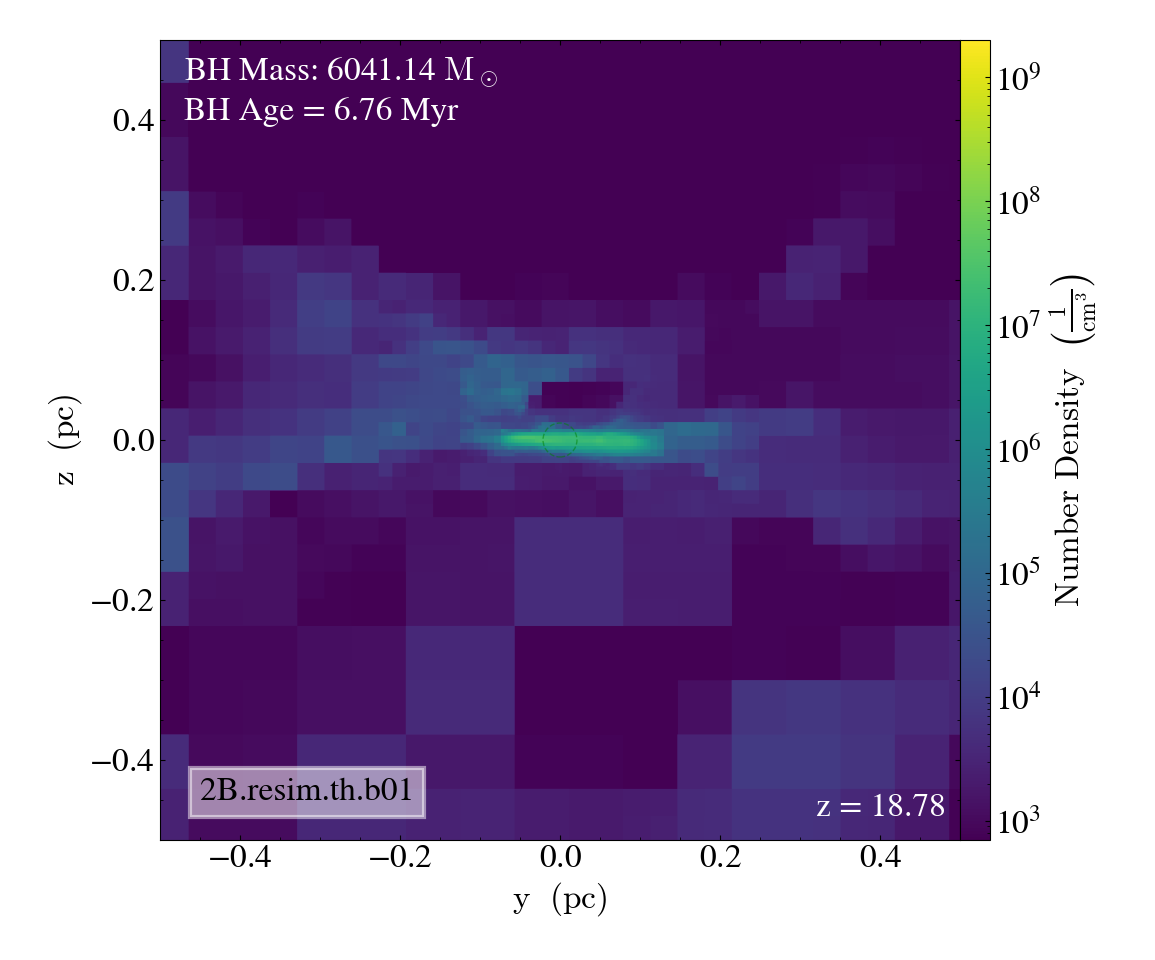 BH Mass: 6041.14 M⊙
BH Age = 6.76 Myr
0.4
0.2
0.0
−0.2
−0.4
z (pc)
2B.resim.th.b01
z = 18.78
−0.4 −0.2 0.0 0.2 0.4
y (pc)
10⁹
10⁸
10⁷
10⁶
10⁵
10⁴
10³
Number Density (1/cm³)